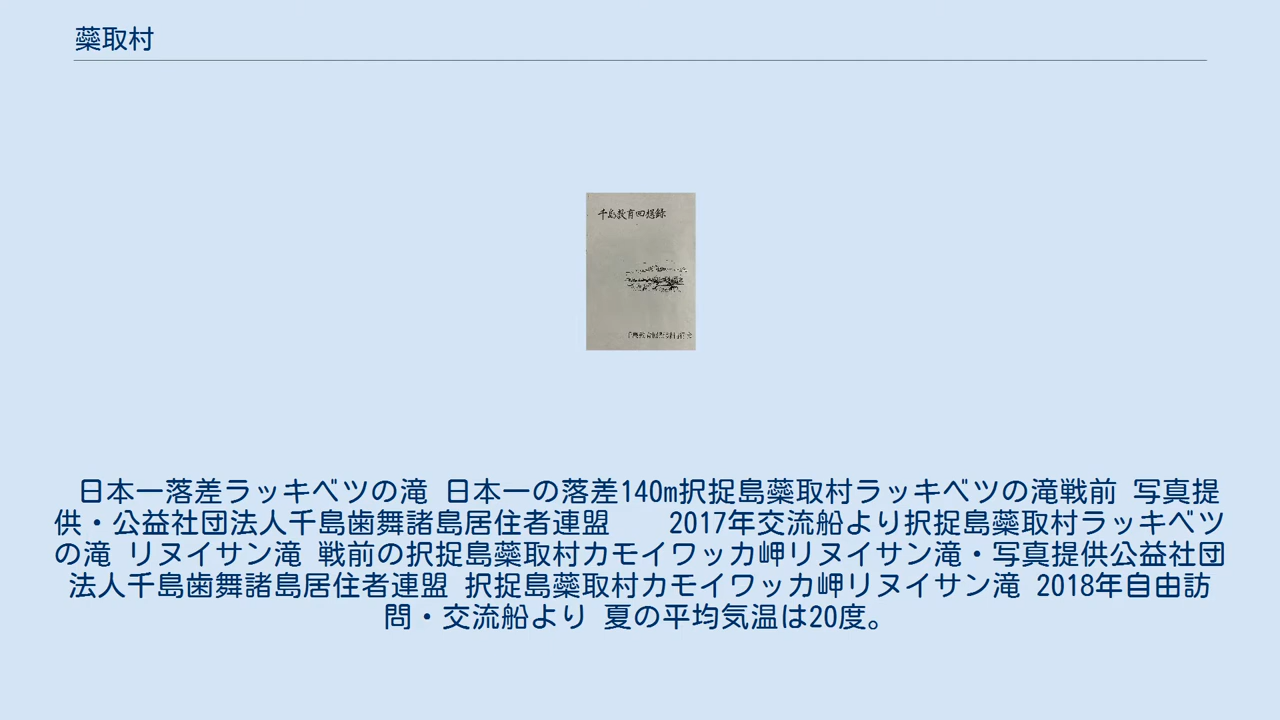 蘂取村
千島教育回想録
日本一落差ラッキベツの滝 日本一の落差140m択捉島蘂取村ラッキベツの滝戦前 写真提
供・公益社団法人千島歯舞諸島居住者連盟　　2017年交流船より択捉島蘂取村ラッキベツ
の滝 リヌイサン滝 戦前の択捉島蘂取村カモイワッカ岬リヌイサン滝・写真提供公益社団
法人千島歯舞諸島居住者連盟 択捉島蘂取村カモイワッカ岬リヌイサン滝 2018年自由訪
問・交流船より 夏の平均気温は20度。